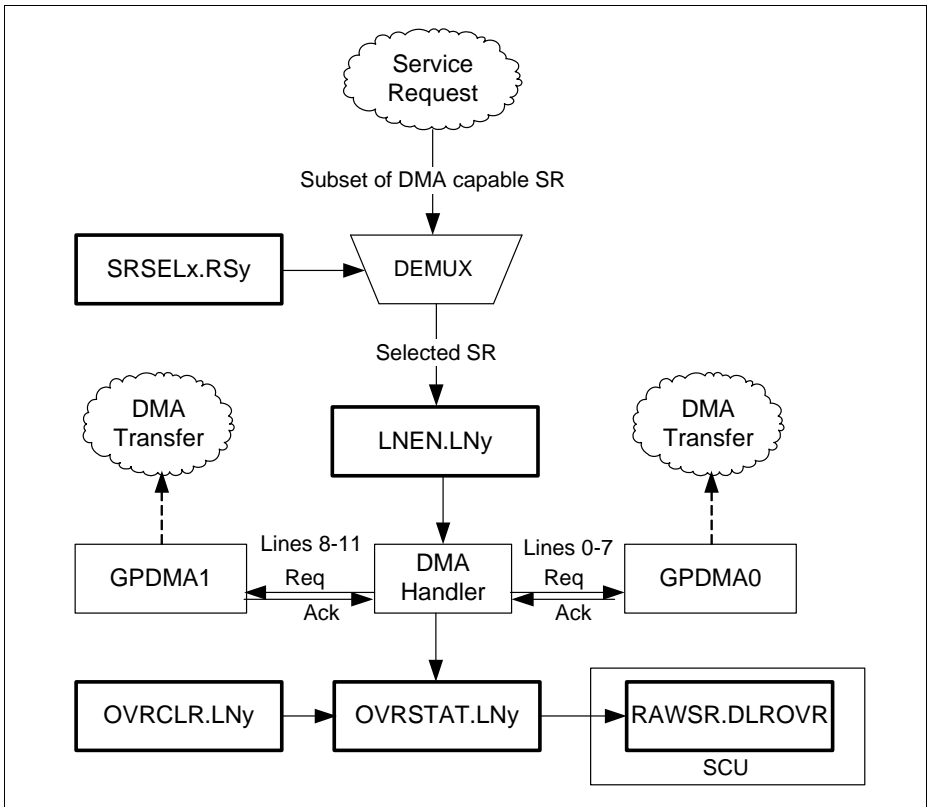 Service
Request
Subset of DMA capable SR
SRSELx.RSy
DEMUX
Selected SR
DMA
Transfer
LNEN.LNy
DMA
Transfer
Lines 8-11
Lines 0-7
GPDMA1
Req
Ack
DMA
Handler
Req
Ack
GPDMA0
OVRCLR.LNy
OVRSTAT.LNy
RAWSR.DLROVR
SCU